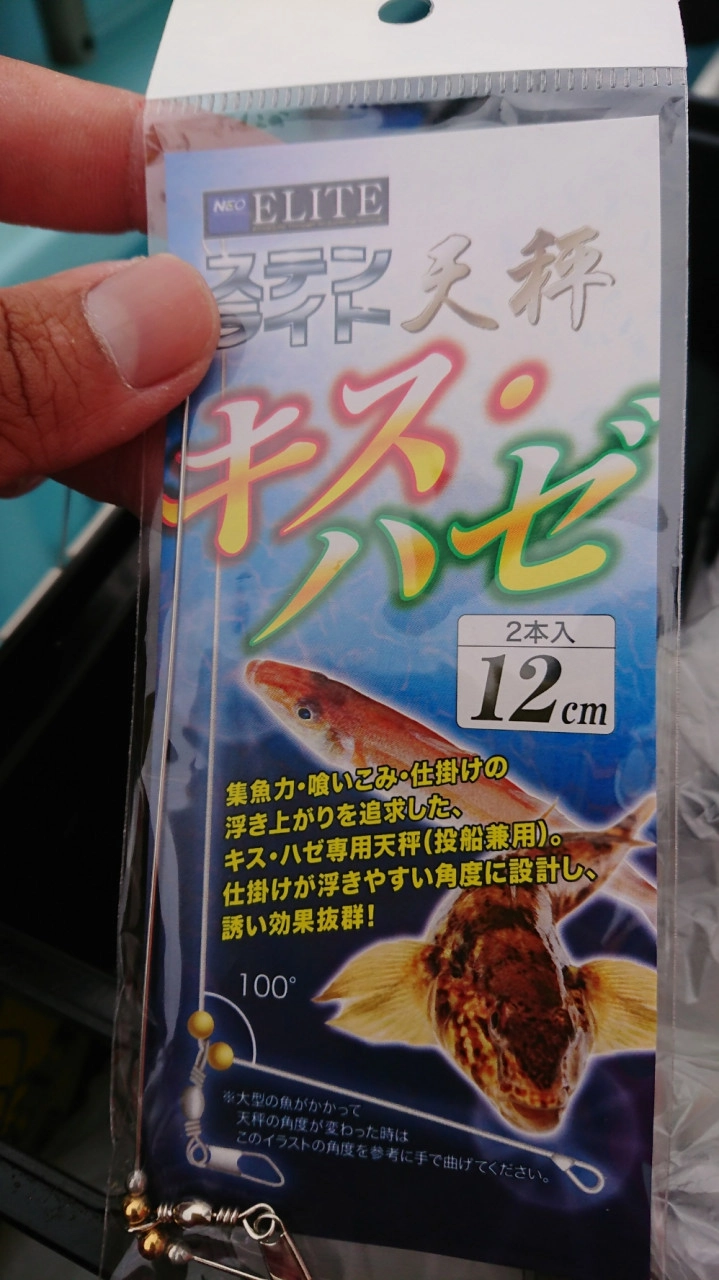 NEO ELITE
ステン
ライト
天秤
キス・
ハゼ
2本入
12cm
集魚力・喰いこみ・仕掛けの
浮き上がりを追求した、
キス・ハゼ専用天秤(投船兼用)。
仕掛けが浮きやすい角度に設計し、
誘い効果抜群!
100°
※大型の魚がかかって
天秤の角度が変わった時は
このイラストの角度を参考に手で曲げてください。